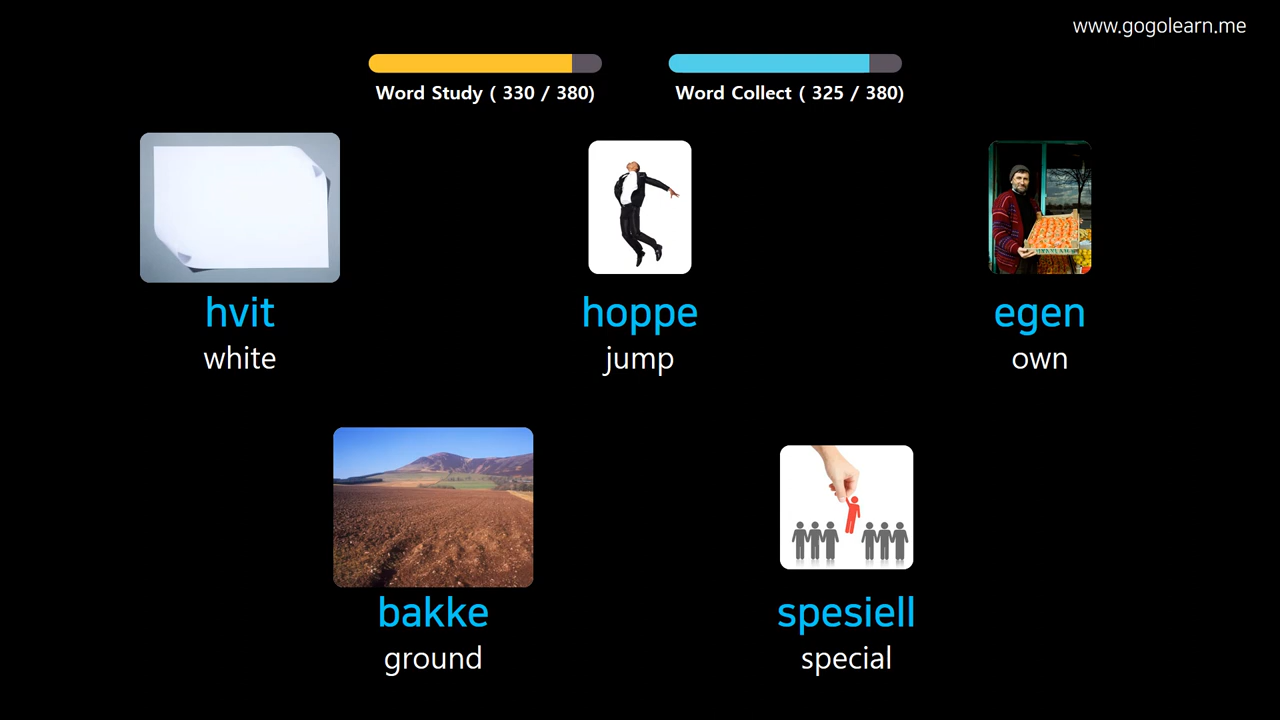 www.gogolearn.me
Word Study ( 330 / 380)
Word Collect ( 325 / 380)
hvit
white
hoppe
jump
egen
own
bakke
ground
spesiell
special